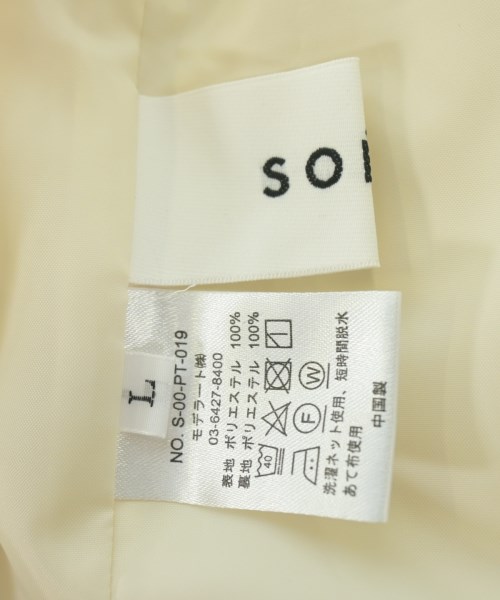 SO
L
NO. S-00-PT-019
モデラート㈱
03-6427-8400
表地 ポリエステル 100%
裏地 ポリエステル 100%
40
F W
洗濯ネット使用、短時間脱水
あて布使用
中国製